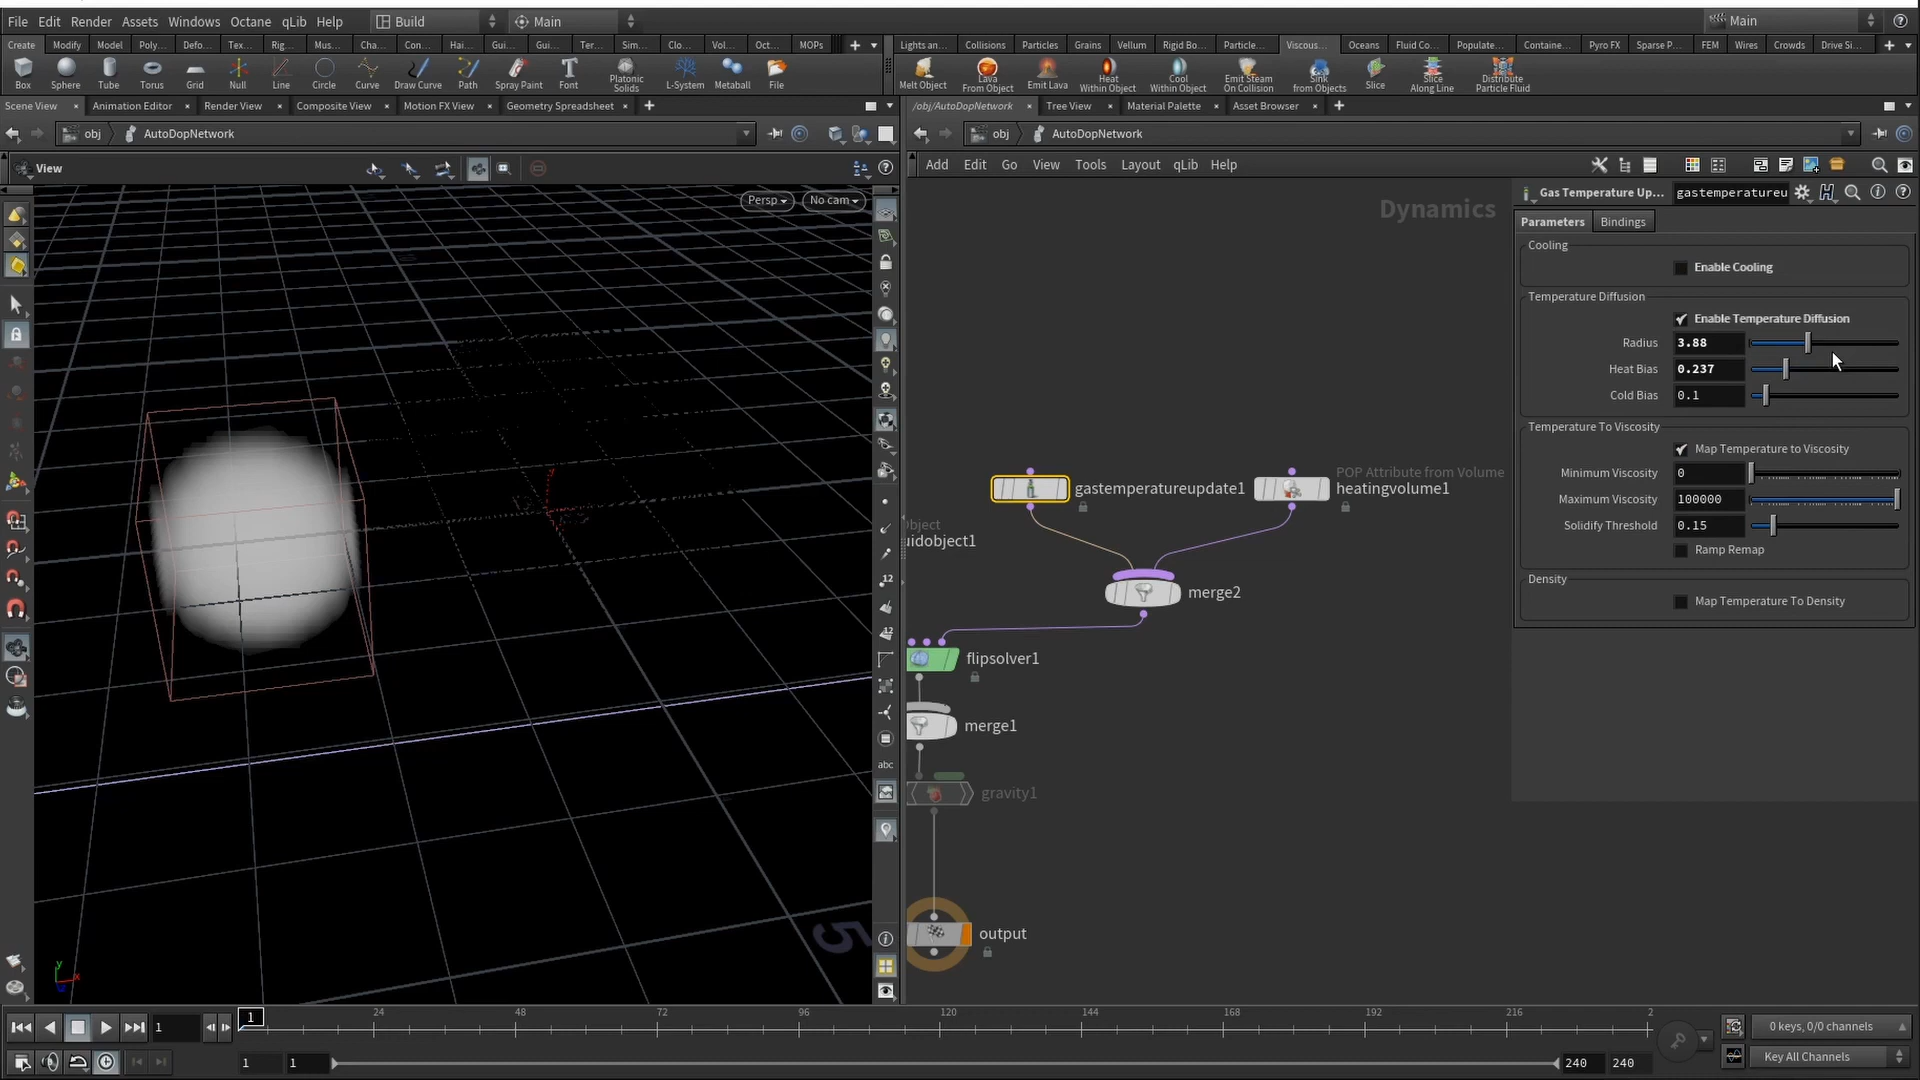 File Edit Render Assets Windows Octane qLib Help Build Main Main
Create Modify Model Poly... Defo... Tex... Rig... Mus... Cha... Con... Hai... Gui... Gui... Ter... Sim... Clo... Vol... Oct... MOPs
Lights an... Collisions Particles Grains Vellum Rigid Bo... Particle... Viscous... Oceans Fluid Co... Populate... Containe... Pyro FX Sparse P... FEM Wires Crowds Drive Si...
Box Sphere Tube Torus Grid Null Line Circle Curve Draw Curve Path Spray Paint Font Platonic Solids L-System Metaball File
Melt Object Lava From Object Emit Lava Heat Within Object Cool Within Object Emit Steam On Collision Sink from Objects Slice Slice Along Line Distribute Particle Fluid
Scene View Animation Editor Render View Composite View Motion FX View Geometry Spreadsheet
/obj/AutoDopNetwork Tree View Material Palette Asset Browser
obj AutoDopNetwork
obj AutoDopNetwork
View
Add Edit Go View Tools Layout qLib Help
Persp No cam
Dynamics
Gas Temperature Up... gastemperatureu
Parameters Bindings
Cooling
Enable Cooling
Temperature Diffusion
Enable Temperature Diffusion
Radius 3.88
Heat Bias 0.237
Cold Bias 0.1
Temperature To Viscosity
Map Temperature to Viscosity
Minimum Viscosity 0
Maximum Viscosity 100000
Solidify Threshold 0.15
Ramp Remap
Density
Map Temperature To Density
POP Attribute from Volume
gastemperatureupdate1 heatingvolume1
bject
uidobject1
merge2
flipsolver1
merge1
gravity1
output
12
12
abc
5
y
x
1 1 24 48 72 96 120 144 168 192 216 2
0 keys, 0/0 channels
1 1 240 240 Key All Channels